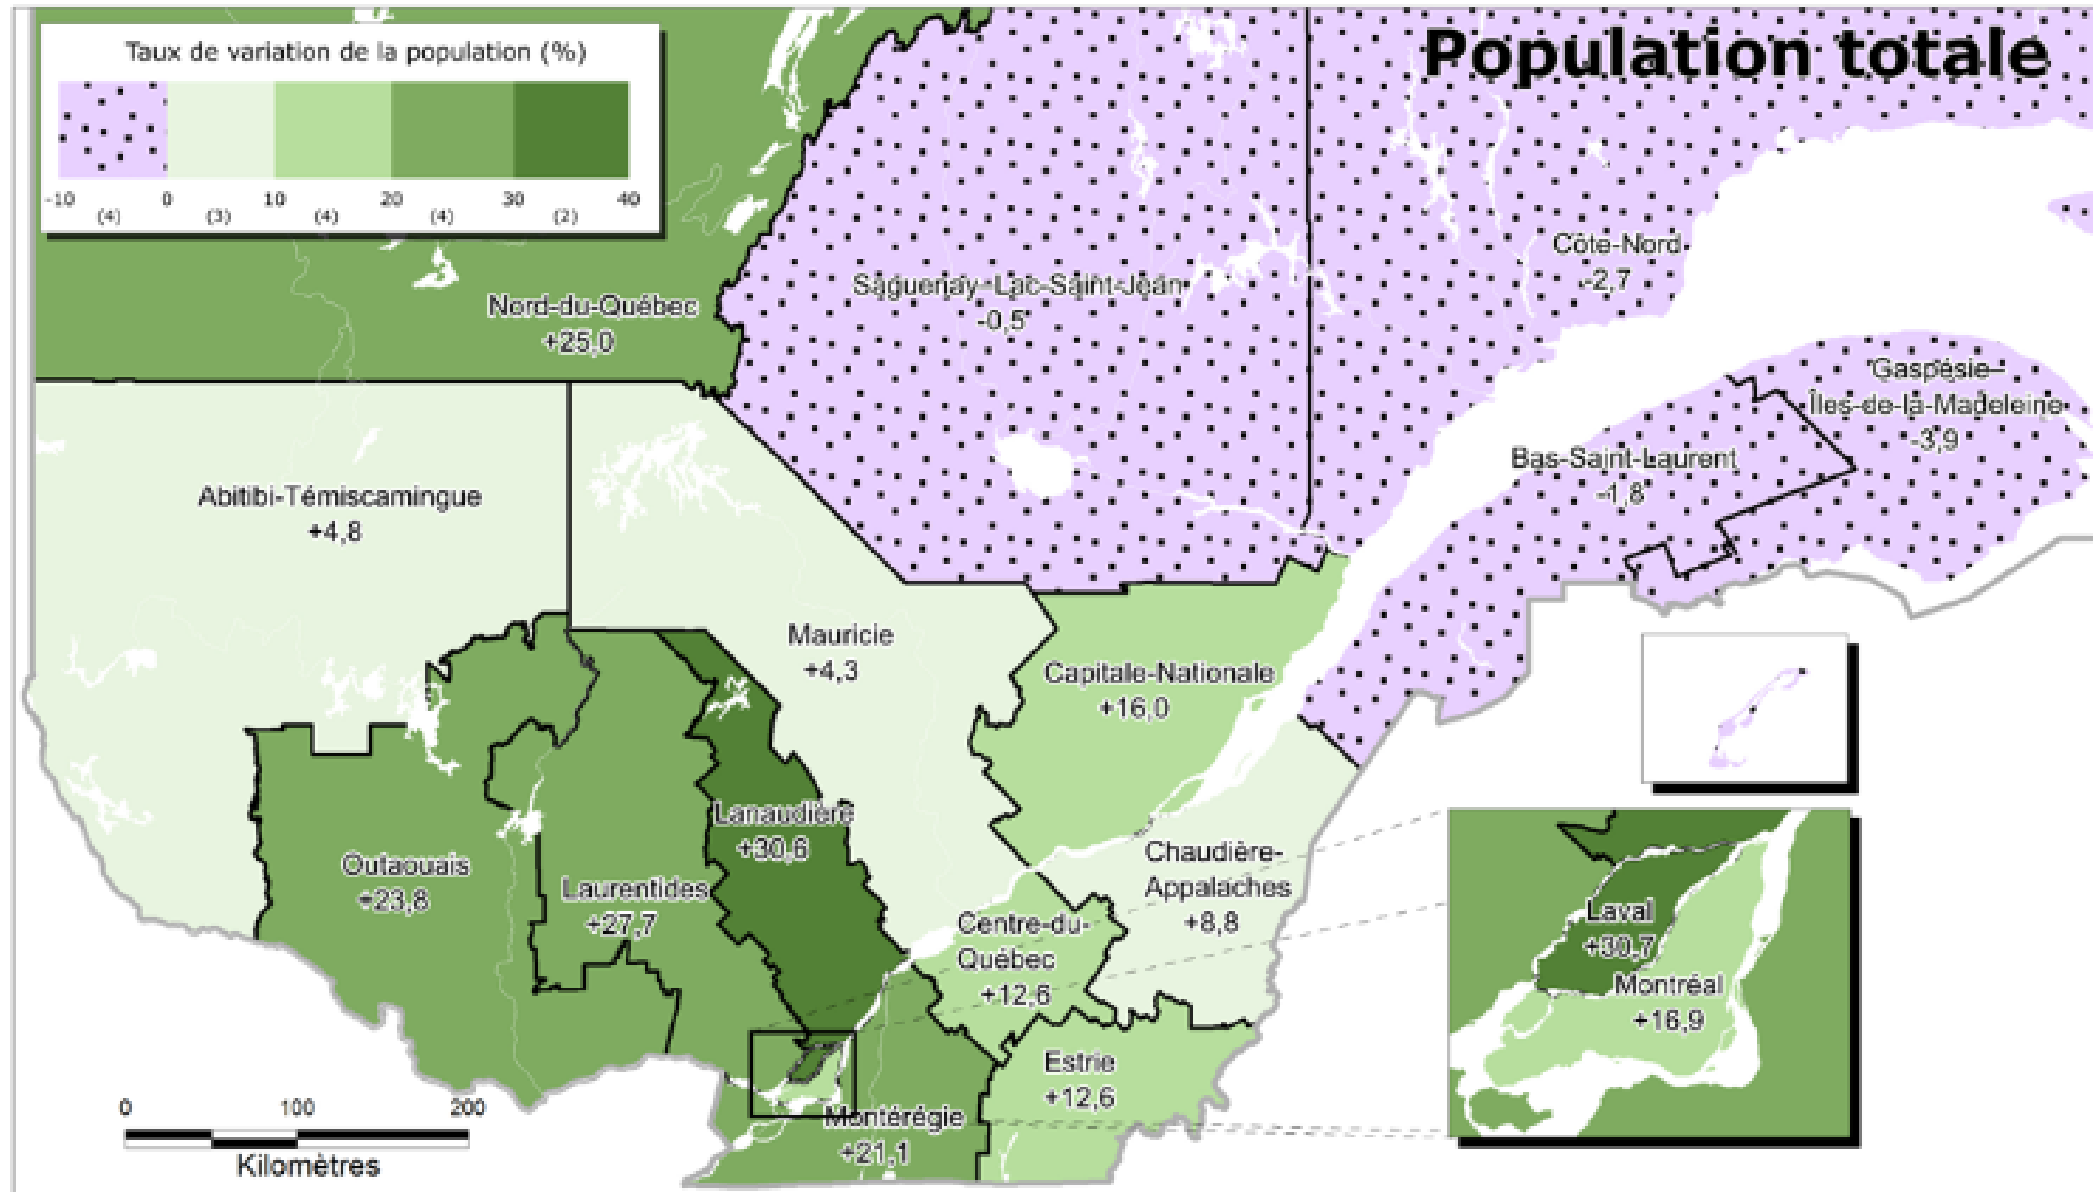 Population totale
Taux de variation de la population (%)
-10 0 10 20 30 40
(4) (3) (4) (4) (2)
Côte-Nord
-2,7
Saguenay–Lac-Saint-Jean
-0,5
Nord-du-Québec
+25,0
Gaspésie–
Îles-de-la-Madeleine
-3,9
Bas-Saint-Laurent
-1,8
Abitibi-Témiscamingue
+4,8
Mauricie
+4,3
Capitale-Nationale
+16,0
Lanaudière
+30,6
Chaudière-
Appalaches
+8,8
Outaouais
+23,8
Laurentides
+27,7
Centre-du-
Québec
+12,6
Laval
+30,7
Montréal
+16,9
Estrie
+12,6
Montérégie
+21,1
0 100 200
Kilomètres